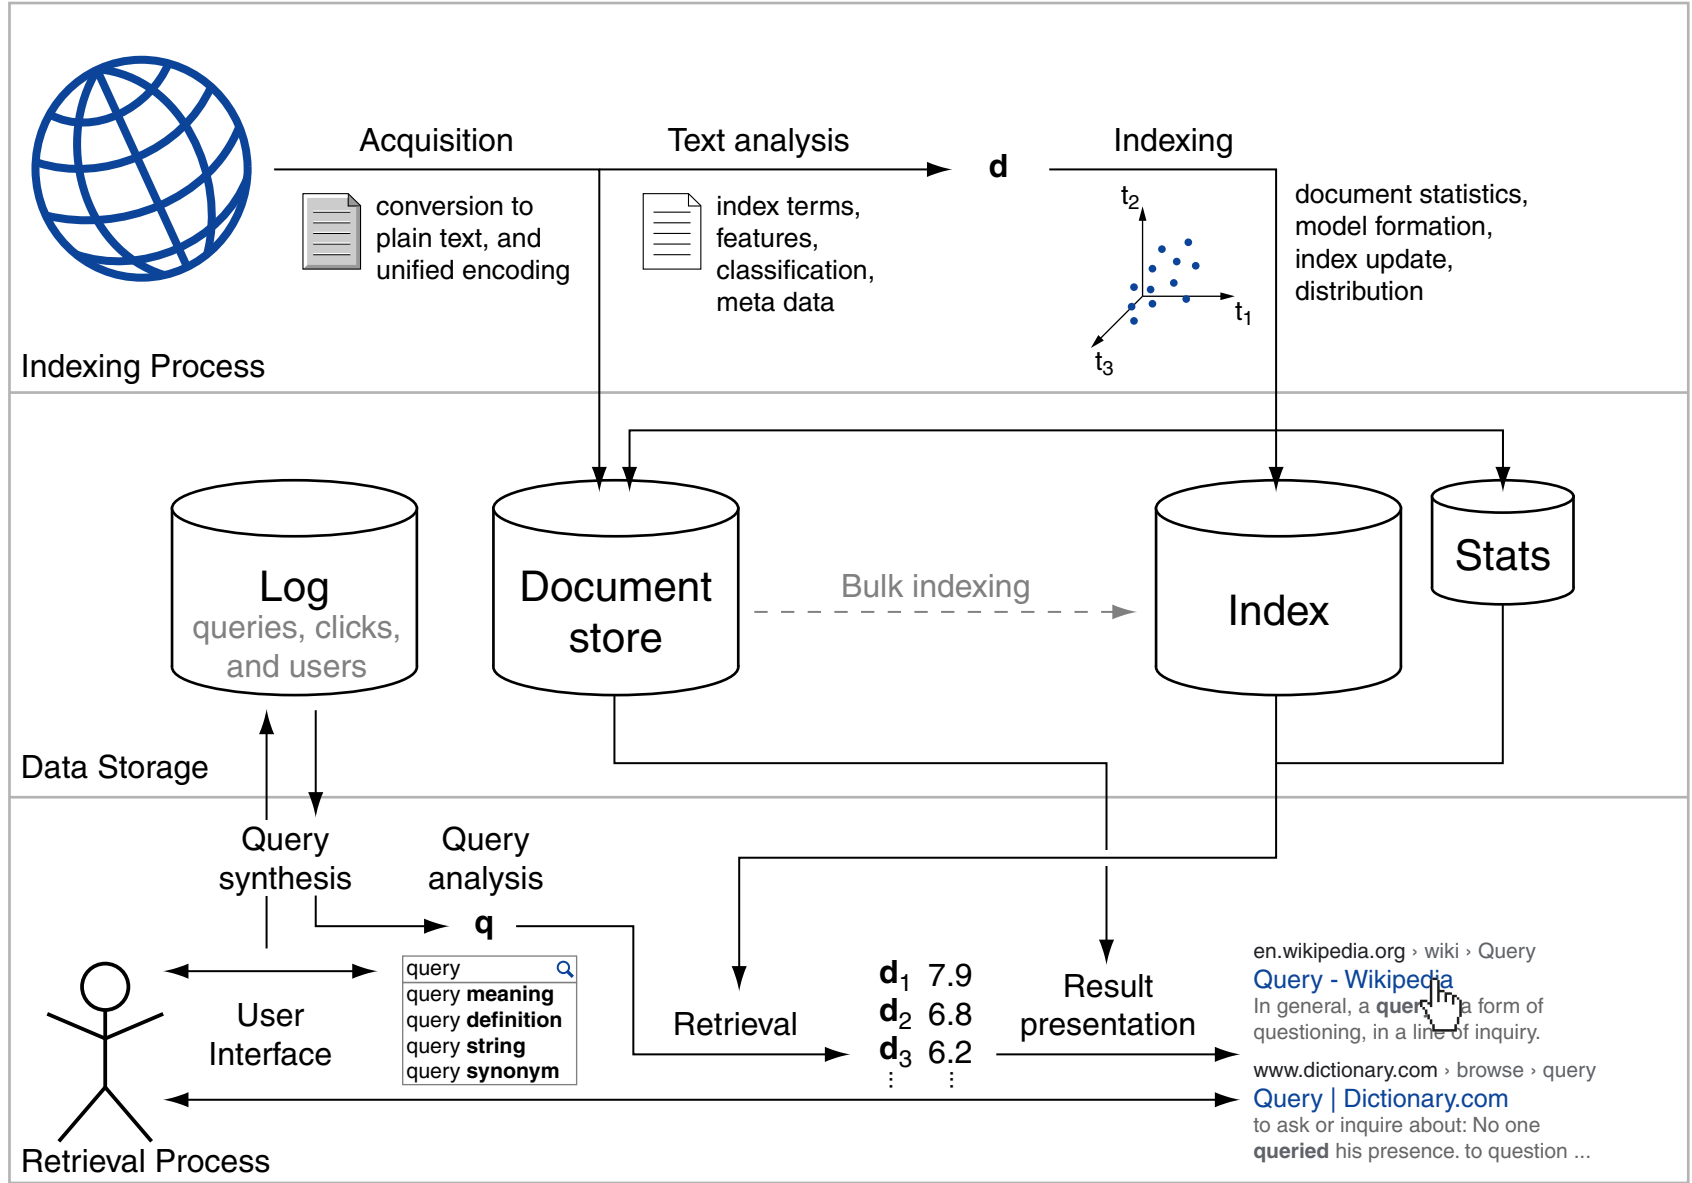 Acquisition
conversion to
plain text, and
unified encoding
Text analysis
index terms,
features,
classification,
meta data
d
Indexing
t2
t1
t3
document statistics,
model formation,
index update,
distribution
Indexing Process
Log
queries, clicks,
and users
Document
store
Bulk indexing
Index
Stats
Data Storage
Query
synthesis
Query
analysis
q
User
Interface
query
query meaning
query definition
query string
query synonym
Retrieval
d1 7.9
d2 6.8
d3 6.2
⋮ ⋮
Result
presentation
en.wikipedia.org › wiki › Query
Query - Wikipedia
In general, a a form of
questioning, in a line of inquiry.
www.dictionary.com › browse › query
Query | Dictionary.com
to ask or inquire about: No one
queried his presence. to question ...
Retrieval Process